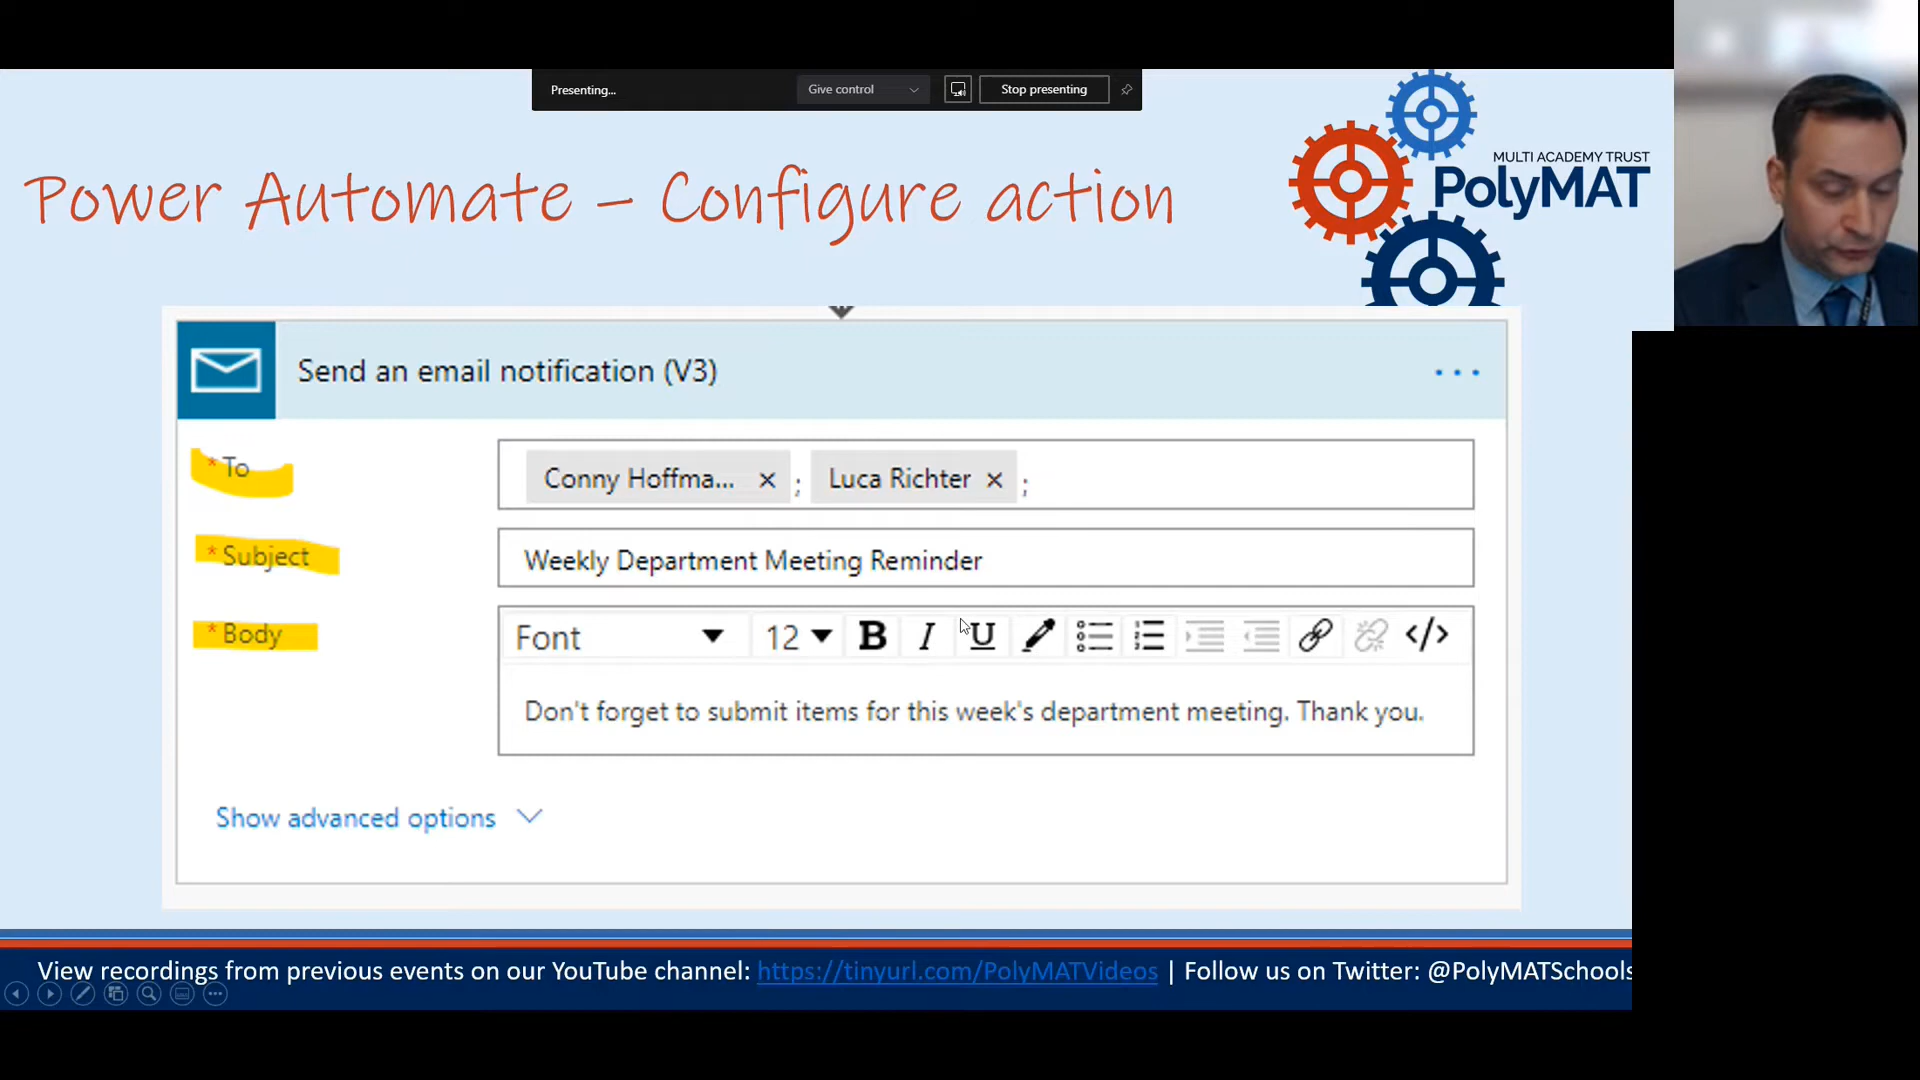 Presenting...
Give control
Stop presenting
Power Automate – Configure action
MULTI ACADEMY TRUST
PolyMAT
Send an email notification (V3)
* To
Conny Hoffma... × ; Luca Richter × ;
* Subject
Weekly Department Meeting Reminder
* Body
Font 12 B I U </>
Don't forget to submit items for this week's department meeting. Thank you.
Show advanced options
View recordings from previous events on our YouTube channel: https://tinyurl.com/PolyMATVideos | Follow us on Twitter: @PolyMATSchools